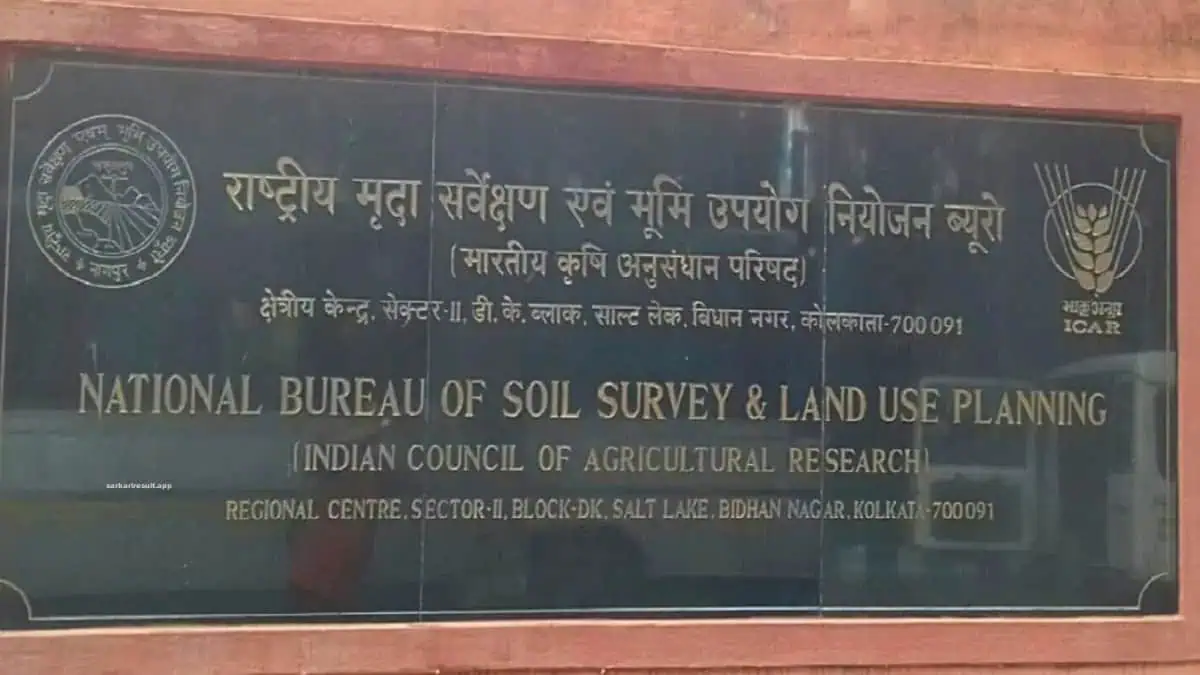 राष्ट्रीय मृदा सर्वेक्षण एवं भूमि उपयोग नियोजन ब्यूरो
(भारतीय कृषि अनुसंधान परिषद)
क्षेत्रीय केन्द्र, सेक्टर-II, डी. के. ब्लाक, साल्ट लेक, बिधान नगर, कोलकाता-700 091
भाकृअनुप
ICAR
NATIONAL BUREAU OF SOIL SURVEY & LAND USE PLANNING
(INDIAN COUNCIL OF AGRICULTURAL RESEARCH)
sarkariresult.app
REGIONAL CENTRE, SECTOR-II, BLOCK-DK, SALT LAKE, BIDHAN NAGAR, KOLKATA-700 091